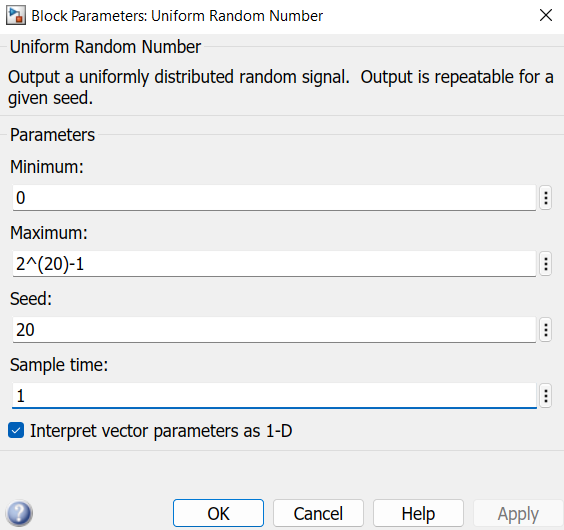 Block Parameters: Uniform Random Number
Uniform Random Number
Output a uniformly distributed random signal.  Output is repeatable for a
given seed.
Parameters
Minimum:
0
Maximum:
2^(20)-1
Seed:
20
Sample time:
1
Interpret vector parameters as 1-D
?
OK
Cancel
Help
Apply